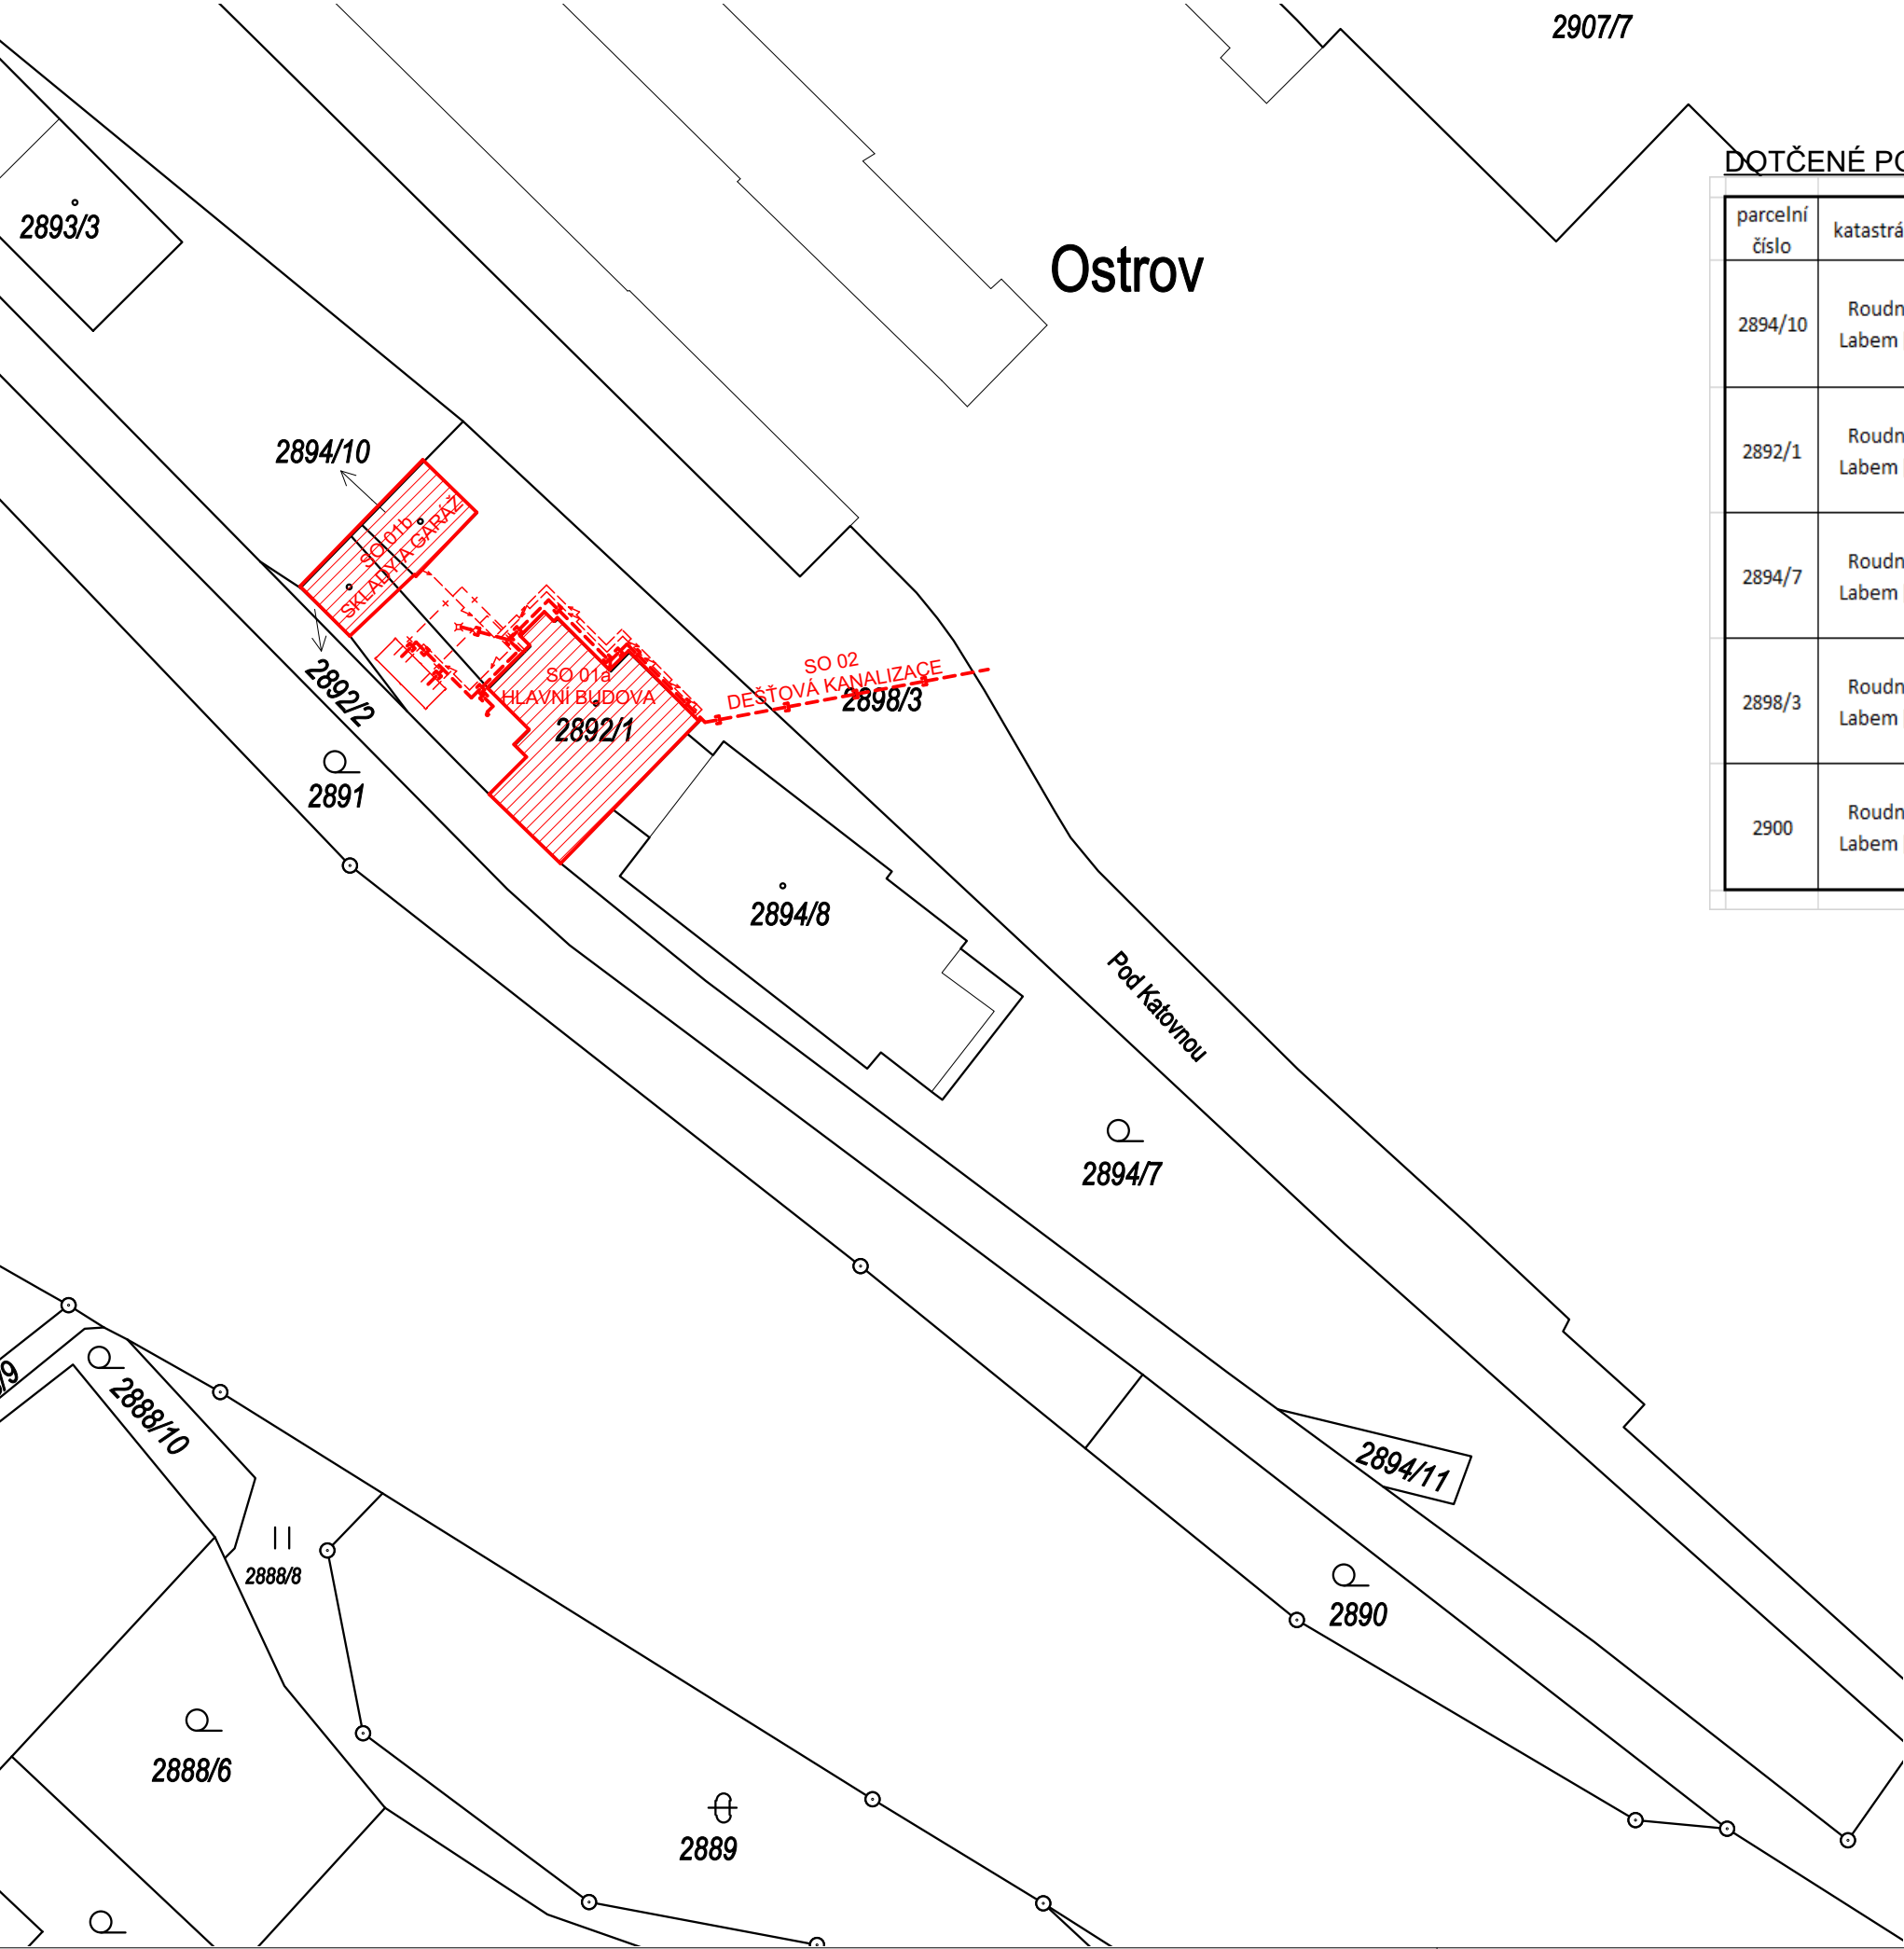 2907/7
DOTČENÉ PO
2893/3
parcelní
číslo
katastrá
Ostrov
2894/10
Roudn
Labem
2894/10
2892/1
Roudn
Labem
SO 01b
SKLADY A GARÁŽ
2894/7
Roudn
Labem
SO 02
DEŠŤOVÁ KANALIZACE
2898/3
SO 01a
HLAVNÍ BUDOVA
2892/1
2892/2
2898/3
Roudn
Labem
2891
2900
Roudn
Labem
2894/8
Pod Katovnou
2894/7
/9
2888/10
2894/11
2888/8
2890
2888/6
2889